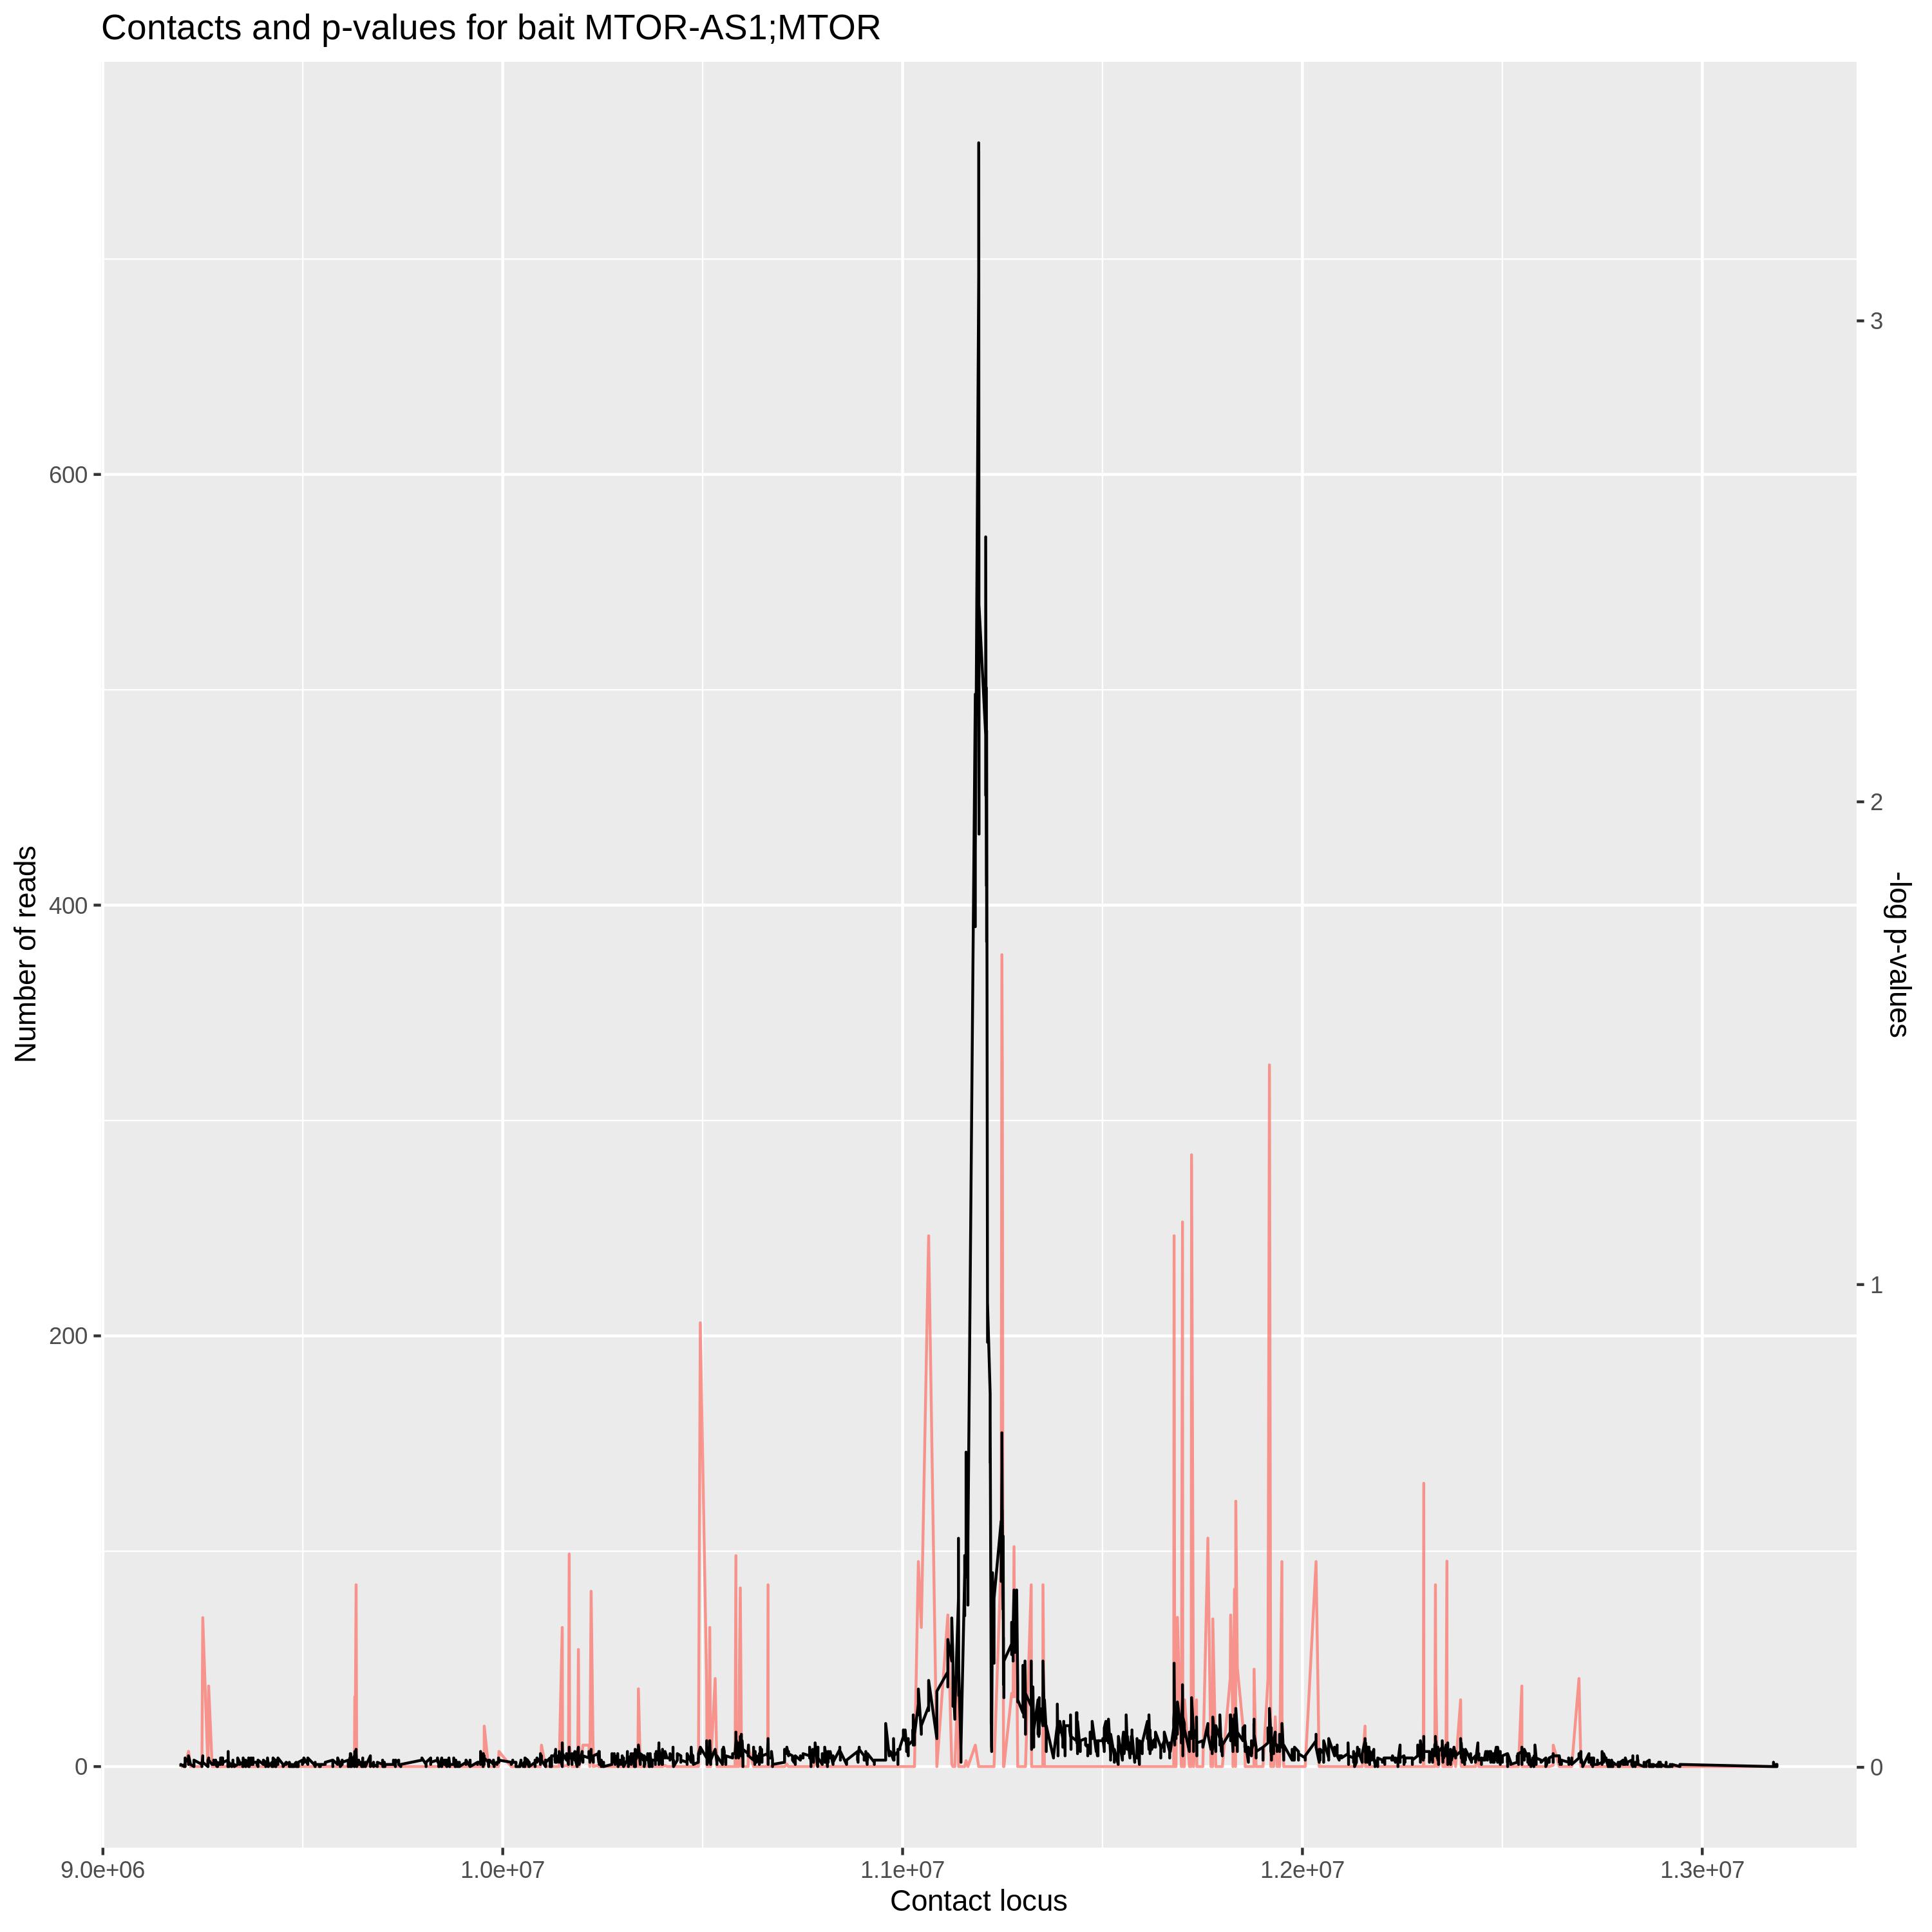 Contacts and p-values for bait MTOR-AS1;MTOR
Number of reads
600
400
200
0
3
2
1
0
-log p-values
9.0e+06
1.0e+07
1.1e+07
1.2e+07
1.3e+07
Contact locus